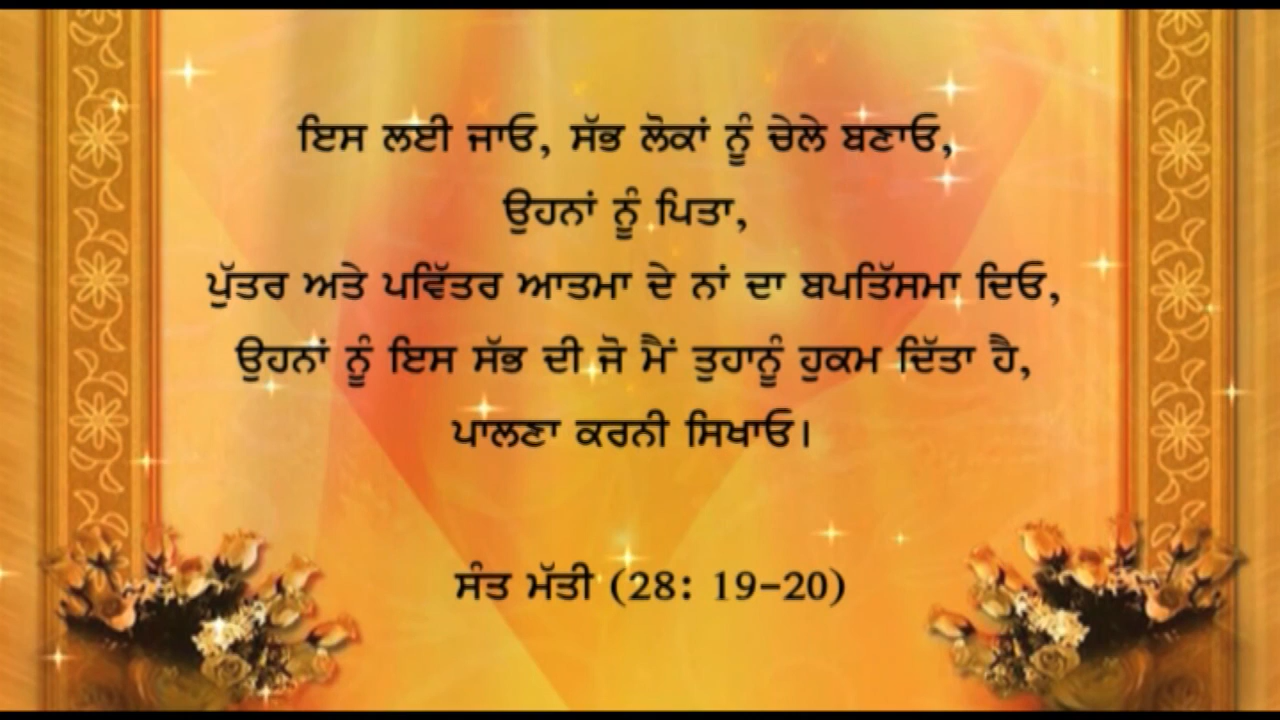 ਇਸ ਲਈ ਜਾਓ, ਸੱਭ ਲੋਕਾਂ ਨੂੰ ਚੇਲੇ ਬਣਾਓ,
ਉਹਨਾਂ ਨੂੰ ਪਿਤਾ,
ਪੁੱਤਰ ਅਤੇ ਪਵਿੱਤਰ ਆਤਮਾ ਦੇ ਨਾਂ ਦਾ ਬਪਤਿੱਸਮਾ ਦਿਓ,
ਉਹਨਾਂ ਨੂੰ ਇਸ ਸੱਭ ਦੀ ਜੋ ਮੈਂ ਤੁਹਾਨੂੰ ਹੁਕਮ ਦਿੱਤਾ ਹੈ,
ਪਾਲਣਾ ਕਰਨੀ ਸਿਖਾਓ।
ਸੰਤ ਮੱਤੀ (28: 19-20)